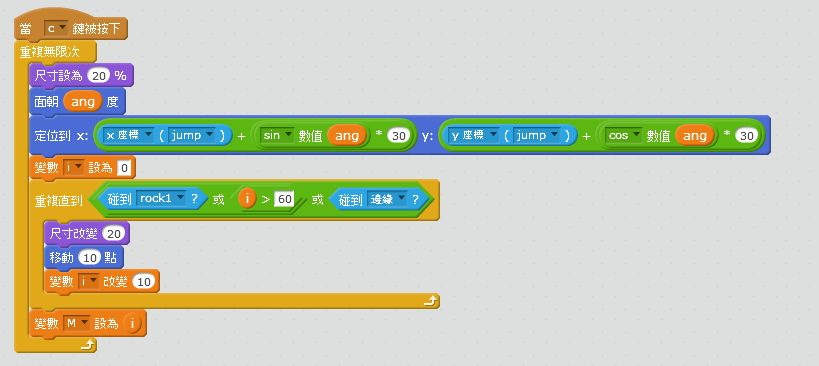 當 c 鍵被按下
重複無限次
尺寸設為 20 %
面朝 ang 度
定位到 x: x 座標 ( jump ) + sin 數值 ang * 30 y: y 座標 ( jump ) + cos 數值 ang * 30
變數 i 設為 0
重複直到 碰到 rock1 ? 或 i > 60 或 碰到 邊緣 ?
尺寸改變 20
移動 10 點
變數 i 改變 10
變數 M 設為 i